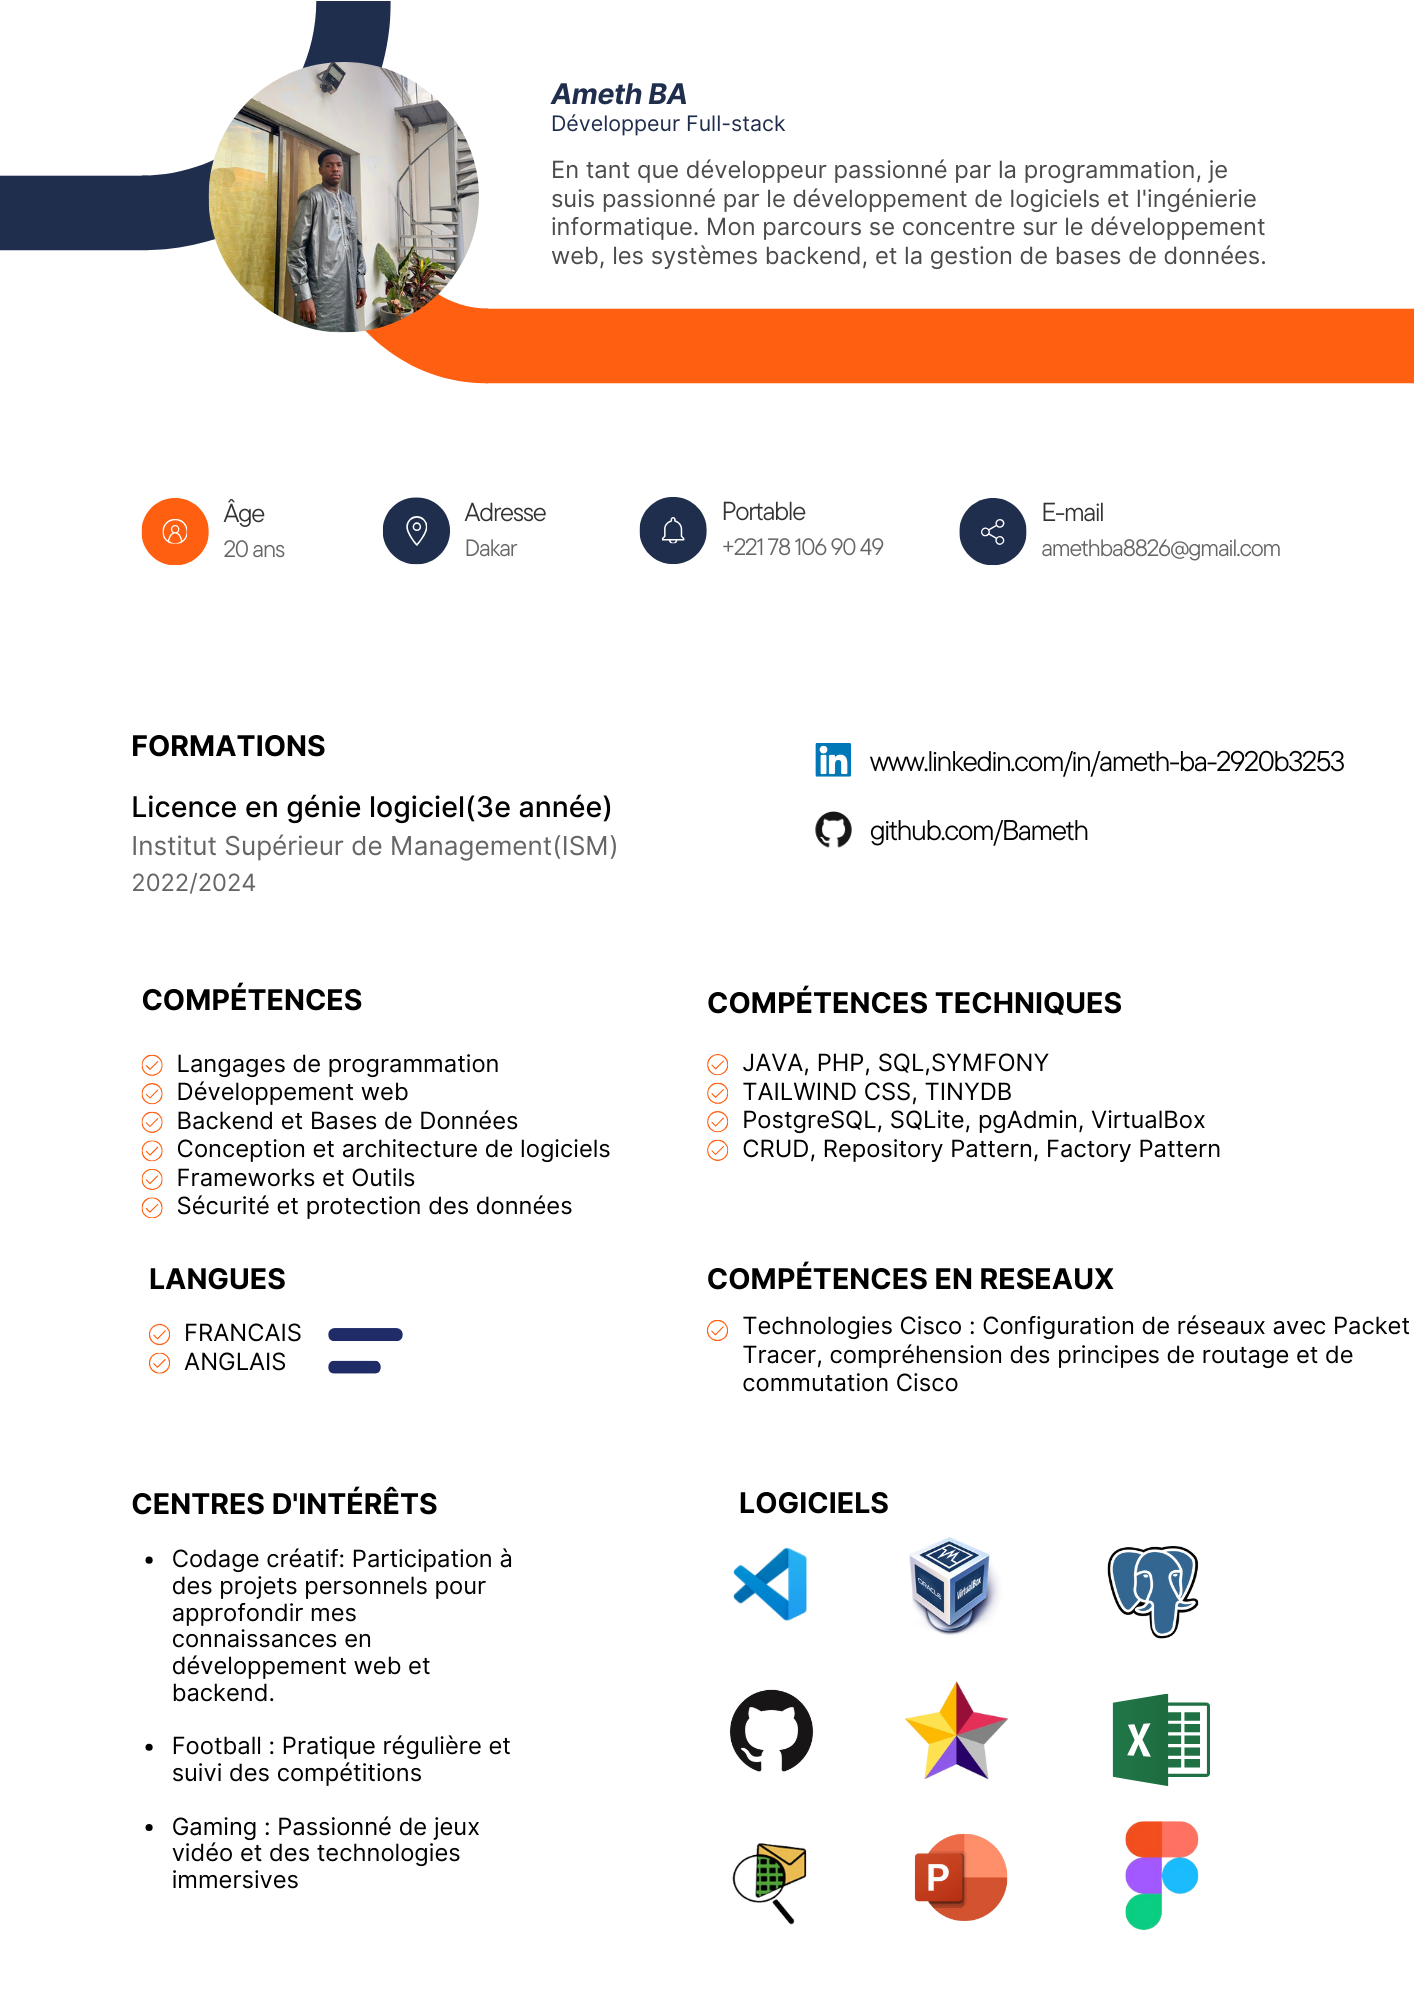 Ameth BA
Développeur Full-stack
En tant que développeur passionné par la programmation, je
suis passionné par le développement de logiciels et l'ingénierie
informatique. Mon parcours se concentre sur le développement
web, les systèmes backend, et la gestion de bases de données.
Âge
20 ans
Adresse
Dakar
Portable
+221 78 106 90 49
E-mail
amethba8826@gmail.com
FORMATIONS
Licence en génie logiciel(3e année)
Institut Supérieur de Management(ISM)
2022/2024
in www.linkedin.com/in/ameth-ba-2920b3253
github.com/Bameth
COMPÉTENCES
Langages de programmation
Développement web
Backend et Bases de Données
Conception et architecture de logiciels
Frameworks et Outils
Sécurité et protection des données
COMPÉTENCES TECHNIQUES
JAVA, PHP, SQL,SYMFONY
TAILWIND CSS, TINYDB
PostgreSQL, SQLite, pgAdmin, VirtualBox
CRUD, Repository Pattern, Factory Pattern
LANGUES
FRANCAIS
ANGLAIS
COMPÉTENCES EN RESEAUX
Technologies Cisco : Configuration de réseaux avec Packet
Tracer, compréhension des principes de routage et de
commutation Cisco
CENTRES D'INTÉRÊTS
• Codage créatif: Participation à
des projets personnels pour
approfondir mes
connaissances en
développement web et
backend.
• Football : Pratique régulière et
suivi des compétitions
• Gaming : Passionné de jeux
vidéo et des technologies
immersives
LOGICIELS
ORACLE
VirtualBox
X
P